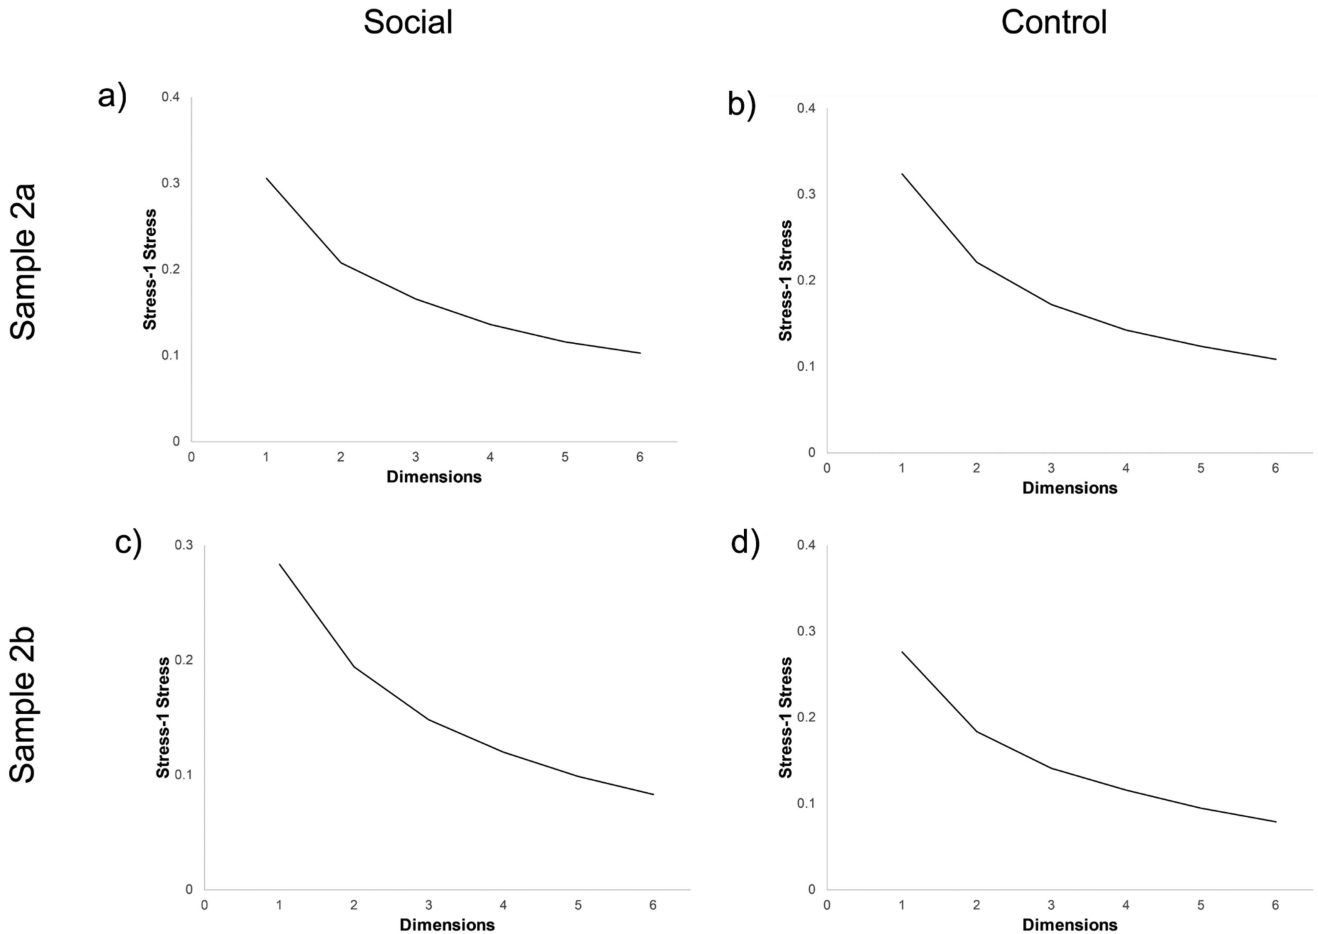 Social
Control
Sample 2a
a)
0.4
0.3
0.2
0.1
0
Stress-1 Stress
0 1 2 3 4 5 6
Dimensions
b)
0.4
0.3
0.2
0.1
0
Stress-1 Stress
0 1 2 3 4 5 6
Dimensions
Sample 2b
c)
0.3
0.2
0.1
0
Stress-1 Stress
0 1 2 3 4 5 6
Dimensions
d)
0.4
0.3
0.2
0.1
0
Stress-1 Stress
0 1 2 3 4 5 6
Dimensions